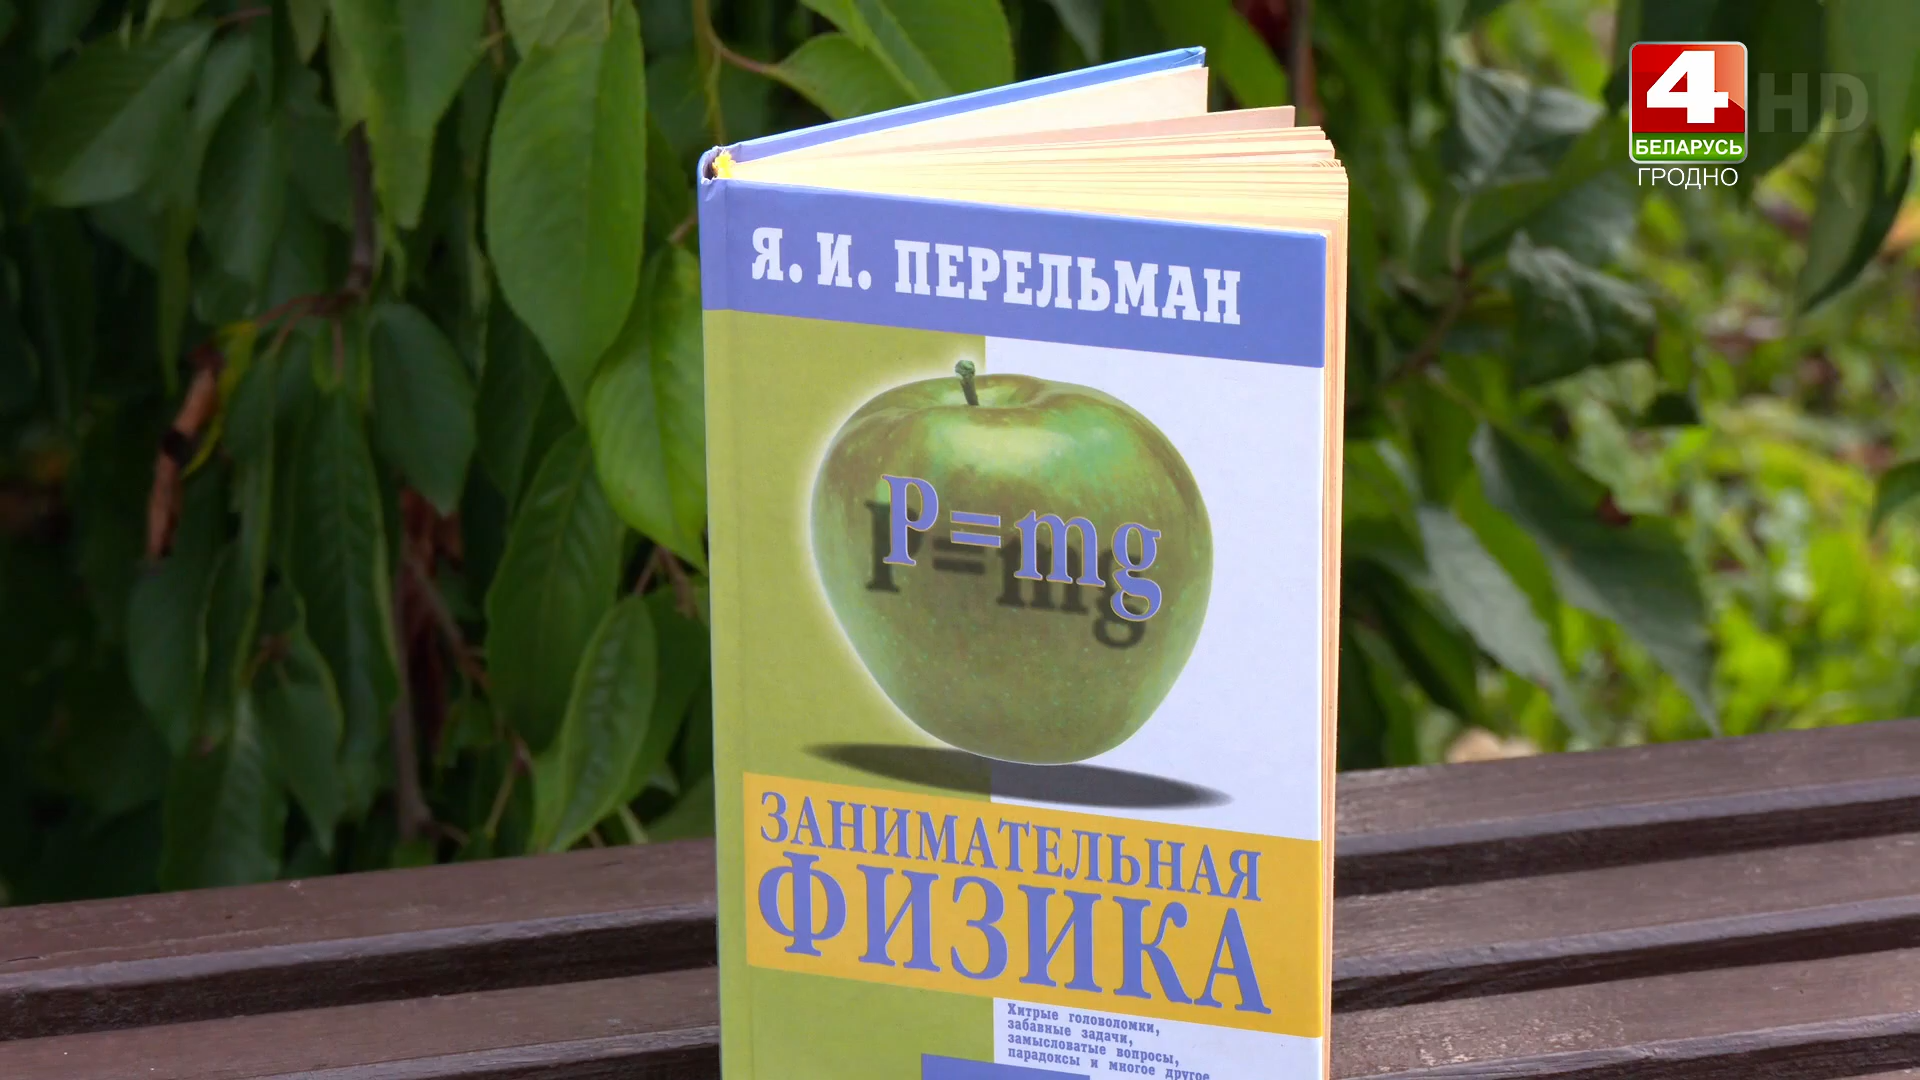 4 HD
БЕЛАРУСЬ
ГРОДНО
Я. И. ПЕРЕЛЬМАН
P=mg
ЗАНИМАТЕЛЬНАЯ
ФИЗИКА
Хитрые головоломки,
забавные задачи,
замысловатые вопросы,
парадоксы и многое другое